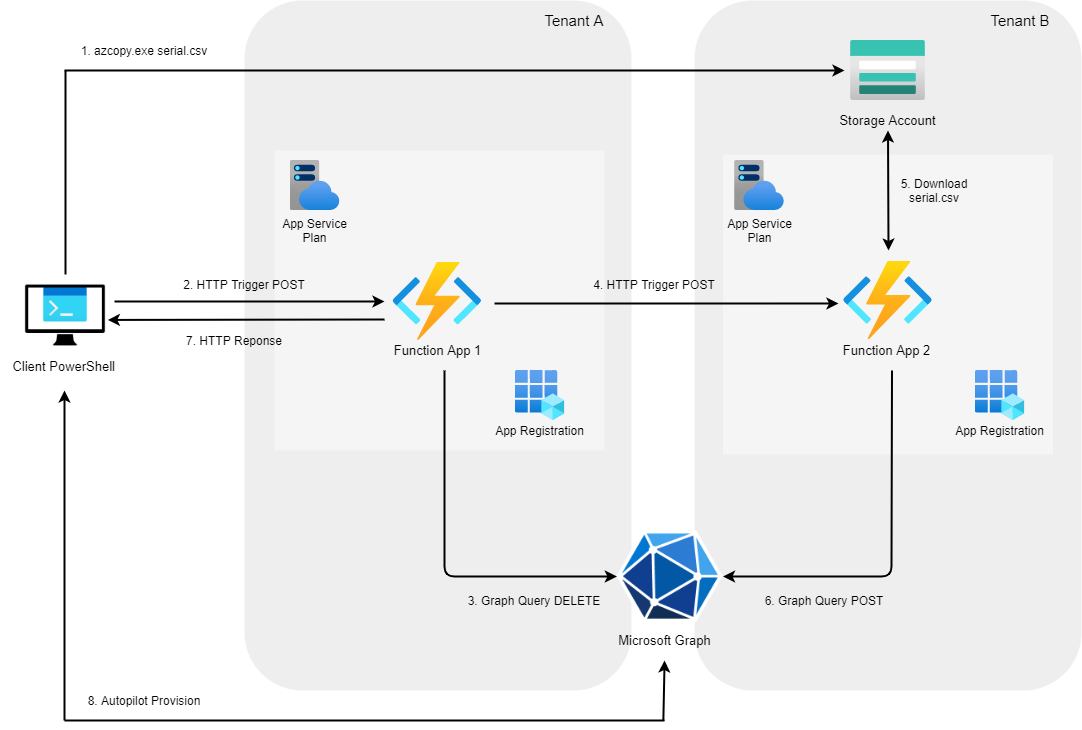 Tenant A
Tenant B
1. azcopy.exe serial.csv
Storage Account
5. Download
serial.csv
App Service
Plan
App Service
Plan
2. HTTP Trigger POST
4. HTTP Trigger POST
7. HTTP Reponse
Function App 1
Function App 2
Client PowerShell
App Registration
App Registration
3. Graph Query DELETE
6. Graph Query POST
Microsoft Graph
8. Autopilot Provision